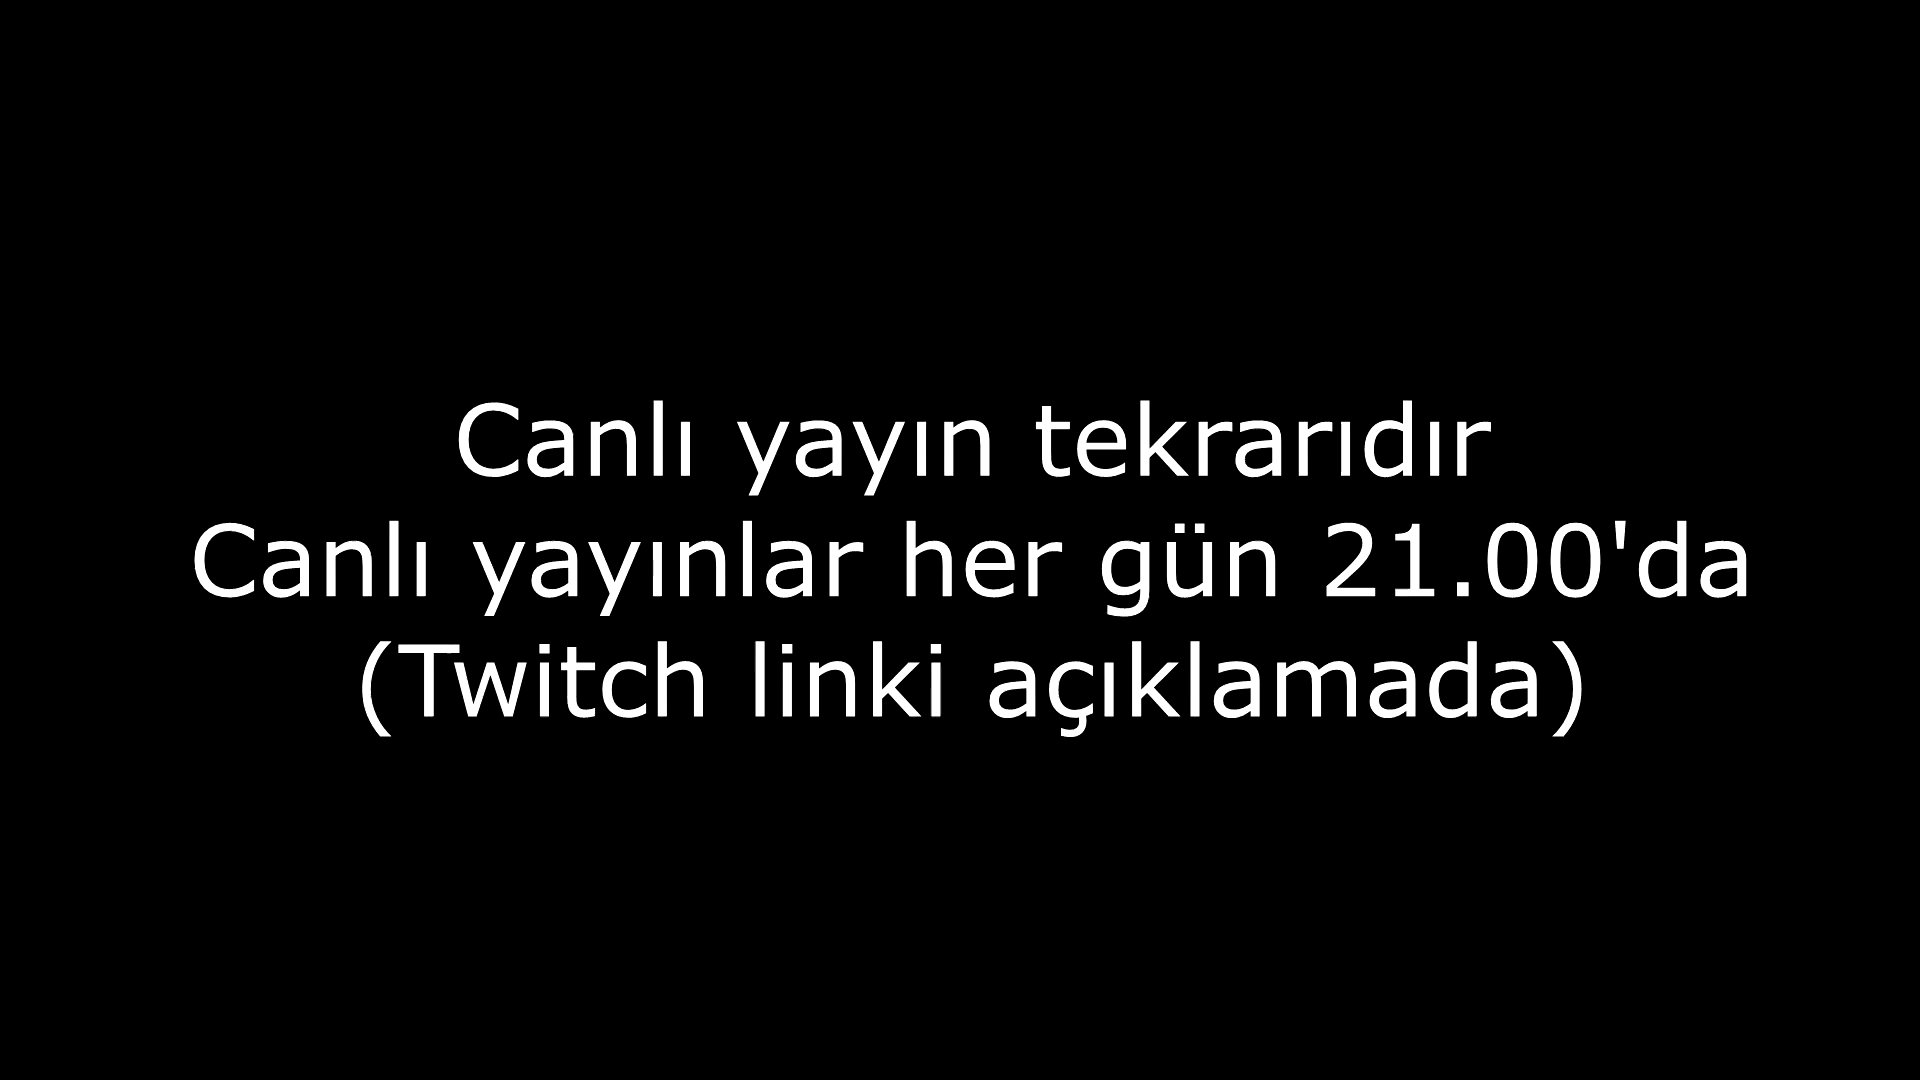 Canlı yayın tekrarıdır
Canlı yayınlar her gün 21.00'da
(Twitch linki açıklamada)